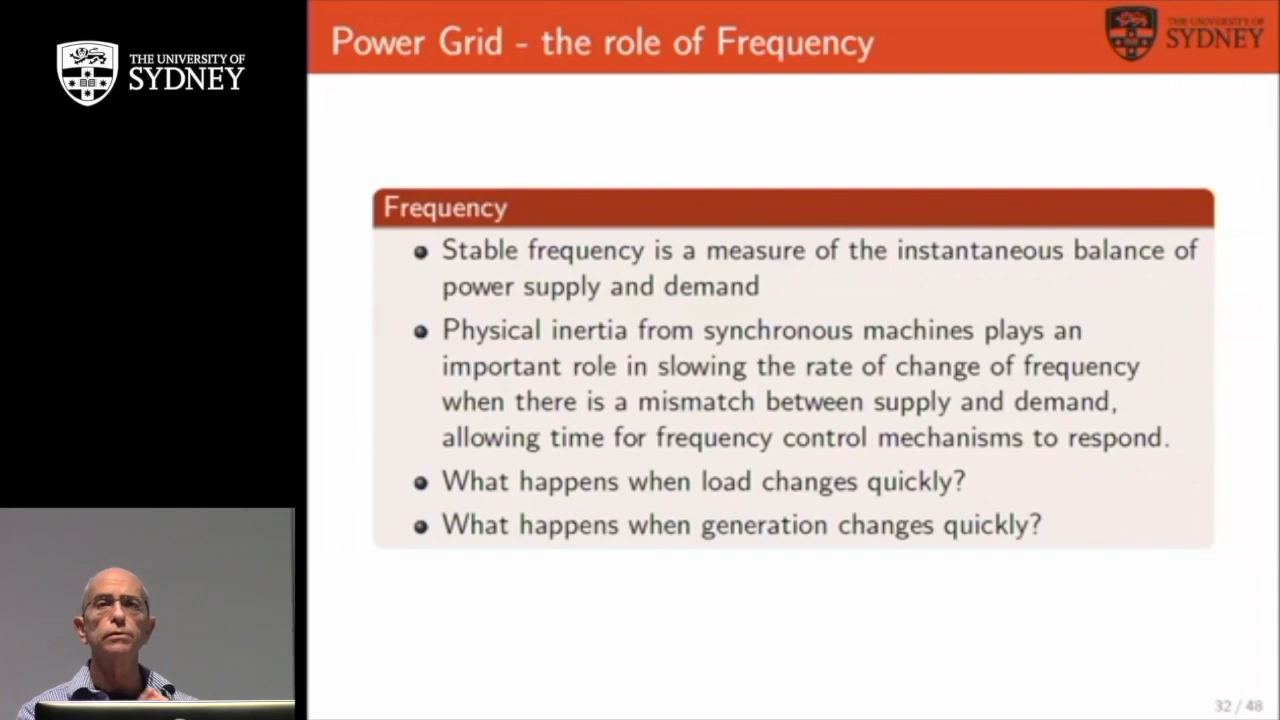 THE UNIVERSITY OF
SYDNEY
Power Grid - the role of Frequency
THE UNIVERSITY OF
SYDNEY
Frequency
Stable frequency is a measure of the instantaneous balance of
power supply and demand
Physical inertia from synchronous machines plays an
important role in slowing the rate of change of frequency
when there is a mismatch between supply and demand,
allowing time for frequency control mechanisms to respond.
What happens when load changes quickly?
What happens when generation changes quickly?
32 / 48